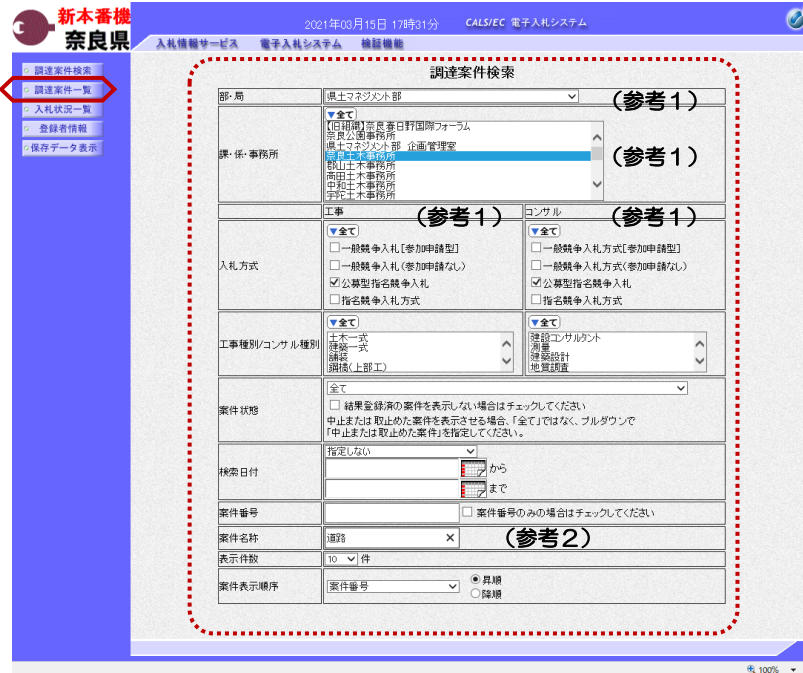 新本番機
奈良県
2021年03月15日 17時31分 CALS/EC 電子入札システム
入札情報サービス 電子入札システム 検証機能
調達案件検索
調達案件一覧
入札状況一覧
登録者情報
保存データ表示
調達案件検索
部･局 県土マネジメント部 (参考１)
課･係･事務所 ▼全て
【旧組織】奈良春日野国際フォーラム
奈良公園事務所
県土マネジメント部 企画管理室
奈良土木事務所 (参考１)
郡山土木事務所
高田土木事務所
中和土木事務所
宇陀土木事務所
工事 (参考１) コンサル (参考１)
入札方式
▼全て ▼全て
一般競争入札[参加申請型] 一般競争入札方式[参加申請型]
一般競争入札(参加申請なし) 一般競争入札方式(参加申請なし)
公募型指名競争入札 公募型指名競争入札
指名競争入札方式 指名競争入札方式
工事種別/コンサル種別
▼全て ▼全て
土木一式 建設コンサルタント
建築一式 測量
舗装 建築設計
鋼橋(上部工) 地質調査
案件状態 全て
結果登録済の案件を表示しない場合はチェックしてください
中止または取止めた案件を表示させる場合、「全て」ではなく、プルダウンで
「中止または取止めた案件」を指定してください。
検索日付 指定しない
から
まで
案件番号 案件番号のみの場合はチェックしてください
案件名称 道路 × (参考２)
表示件数 10 件
案件表示順序 案件番号 昇順
降順
100%